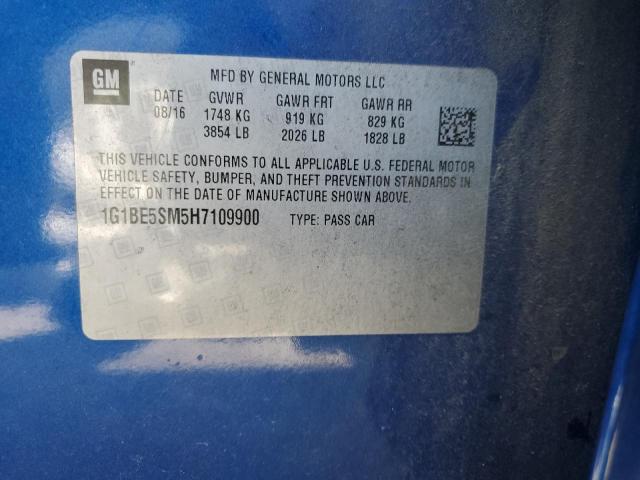 GM
MFD BY GENERAL MOTORS LLC
DATE GVWR GAWR FRT GAWR RR
08/16 1748 KG 919 KG 829 KG
3854 LB 2026 LB 1828 LB
THIS VEHICLE CONFORMS TO ALL APPLICABLE U.S. FEDERAL MOTOR
VEHICLE SAFETY, BUMPER, AND THEFT PREVENTION STANDARDS IN
EFFECT ON THE DATE OF MANUFACTURE SHOWN ABOVE.
1G1BE5SM5H7109900 TYPE: PASS CAR